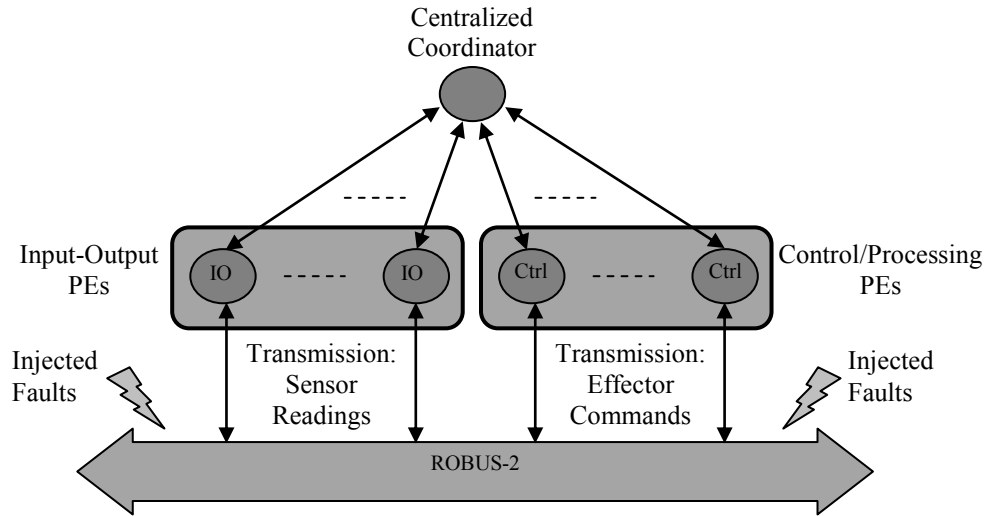 Centralized
Coordinator
Input-Output
PEs
IO
IO
Ctrl
Ctrl
Control/Processing
PEs
Injected
Faults
Transmission:
Sensor
Readings
Transmission:
Effector
Commands
Injected
Faults
ROBUS-2